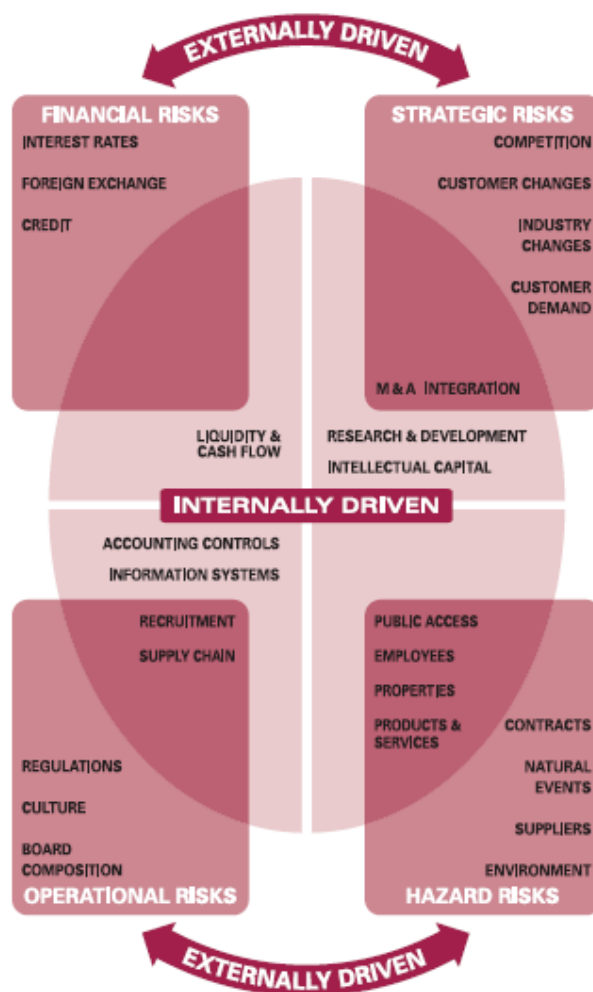 EXTERNALLY DRIVEN
FINANCIAL RISKS
INTEREST RATES
FOREIGN EXCHANGE
CREDIT
STRATEGIC RISKS
COMPETITION
CUSTOMER CHANGES
INDUSTRY
CHANGES
CUSTOMER
DEMAND
M & A INTEGRATION
LIQUIDITY &
CASH FLOW
RESEARCH & DEVELOPMENT
INTELLECTUAL CAPITAL
INTERNALLY DRIVEN
ACCOUNTING CONTROLS
INFORMATION SYSTEMS
RECRUITMENT
SUPPLY CHAIN
REGULATIONS
CULTURE
BOARD
COMPOSITION
OPERATIONAL RISKS
PUBLIC ACCESS
EMPLOYEES
PROPERTIES
PRODUCTS &
SERVICES
CONTRACTS
NATURAL
EVENTS
SUPPLIERS
ENVIRONMENT
HAZARD RISKS
EXTERNALLY DRIVEN